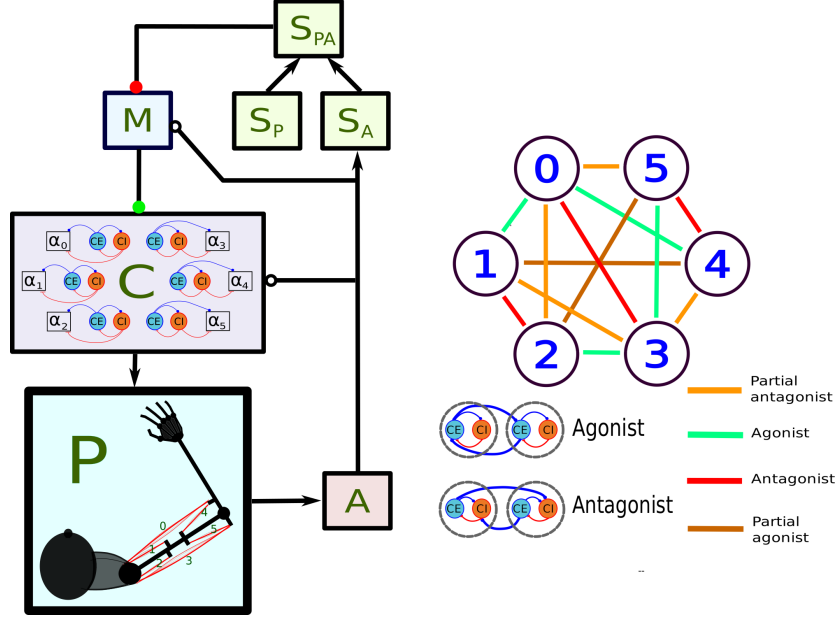 S_PA
M
S_P
S_A
α_0 CE CI CE CI α_3
α_1 CE CI C CE CI α_4
α_2 CE CI CE CI α_5
P
0
4
1
5
2
3
A
0 5
1 4
2 3
Partial
antagonist
Agonist
Antagonist
Partial
agonist
CE CI CE CI Agonist
CE CI CE CI Antagonist
--